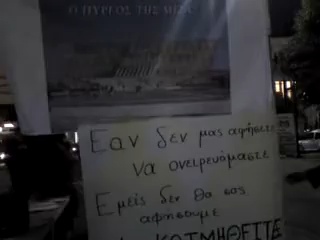 Ο ΠΥΡΓΟΣ ΤΗΣ
Εαν δεν μας αφήσετε
να ονειρευόμαστε
Εμείς δεν θα σας
αφήσουμε
ΚΟΙΜΗΘΕΙΤΕ